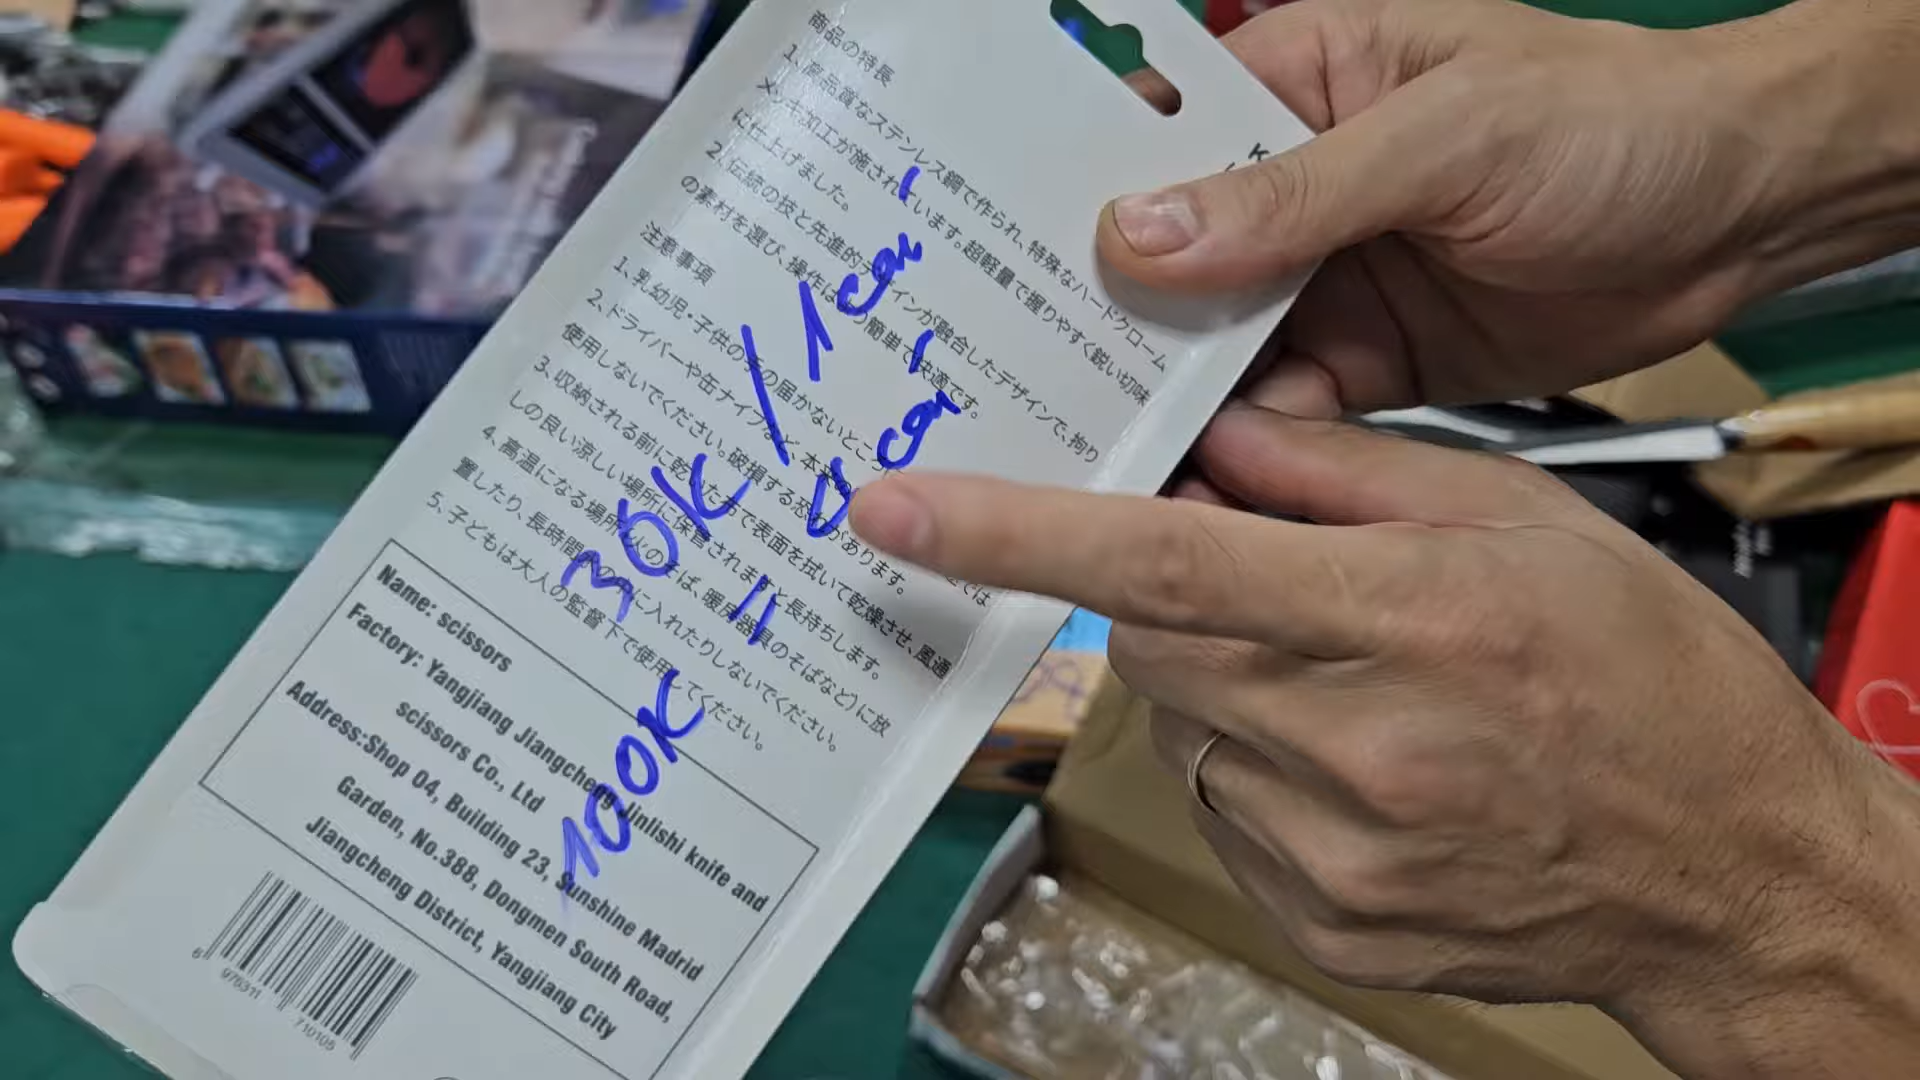 商品の特長
1、高品質なステンレス鋼で作られ、特殊なハードクローム
メッキ加工が施されています。超軽量で握りやすく鋭い切味
に仕上げました。
2、伝統の技と先進的デザインが融合したデザインで、拘り
の素材を選び、操作は 簡単で快適です。
注意事項
1、乳幼児・子供の手の届かないところ
2、ドライバーや缶ナイフなど、本来の では
使用しないでください。破損する恐れがあります。
3、収納される前に乾いた布で表面を拭いて乾燥させ、風通
しの良い涼しい場所に保管されますと長持ちします。
4、高温になる場所(火のそば、暖房器具のそばなど)に放
置したり、長時間 の中に入れたりしないでください。
5、子どもは大人の監督下で使用してください。
30K / 1 cái
100K = cái
Name: scissors
Factory: Yangjiang Jiangcheng Jinlishi knife and
scissors Co., Ltd
Address:Shop 04, Building 23, Sunshine Madrid
Garden, No.388, Dongmen South Road,
Jiangcheng District, Yangjiang City
6 976311 710105